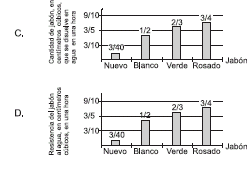 C.
Cantidad de jabón, en
centímetros cúbicos,
que se disuelve en
agua en una hora
9/10
3/5
3/10
3/40
1/2
2/3
3/4
Nuevo Blanco Verde Rosado Jabón
D.
Resistencia del jabón
al agua, en centímetros
cúbicos, en una hora
9/10
3/5
3/10
3/40
1/2
2/3
3/4
Nuevo Blanco Verde Rosado Jabón